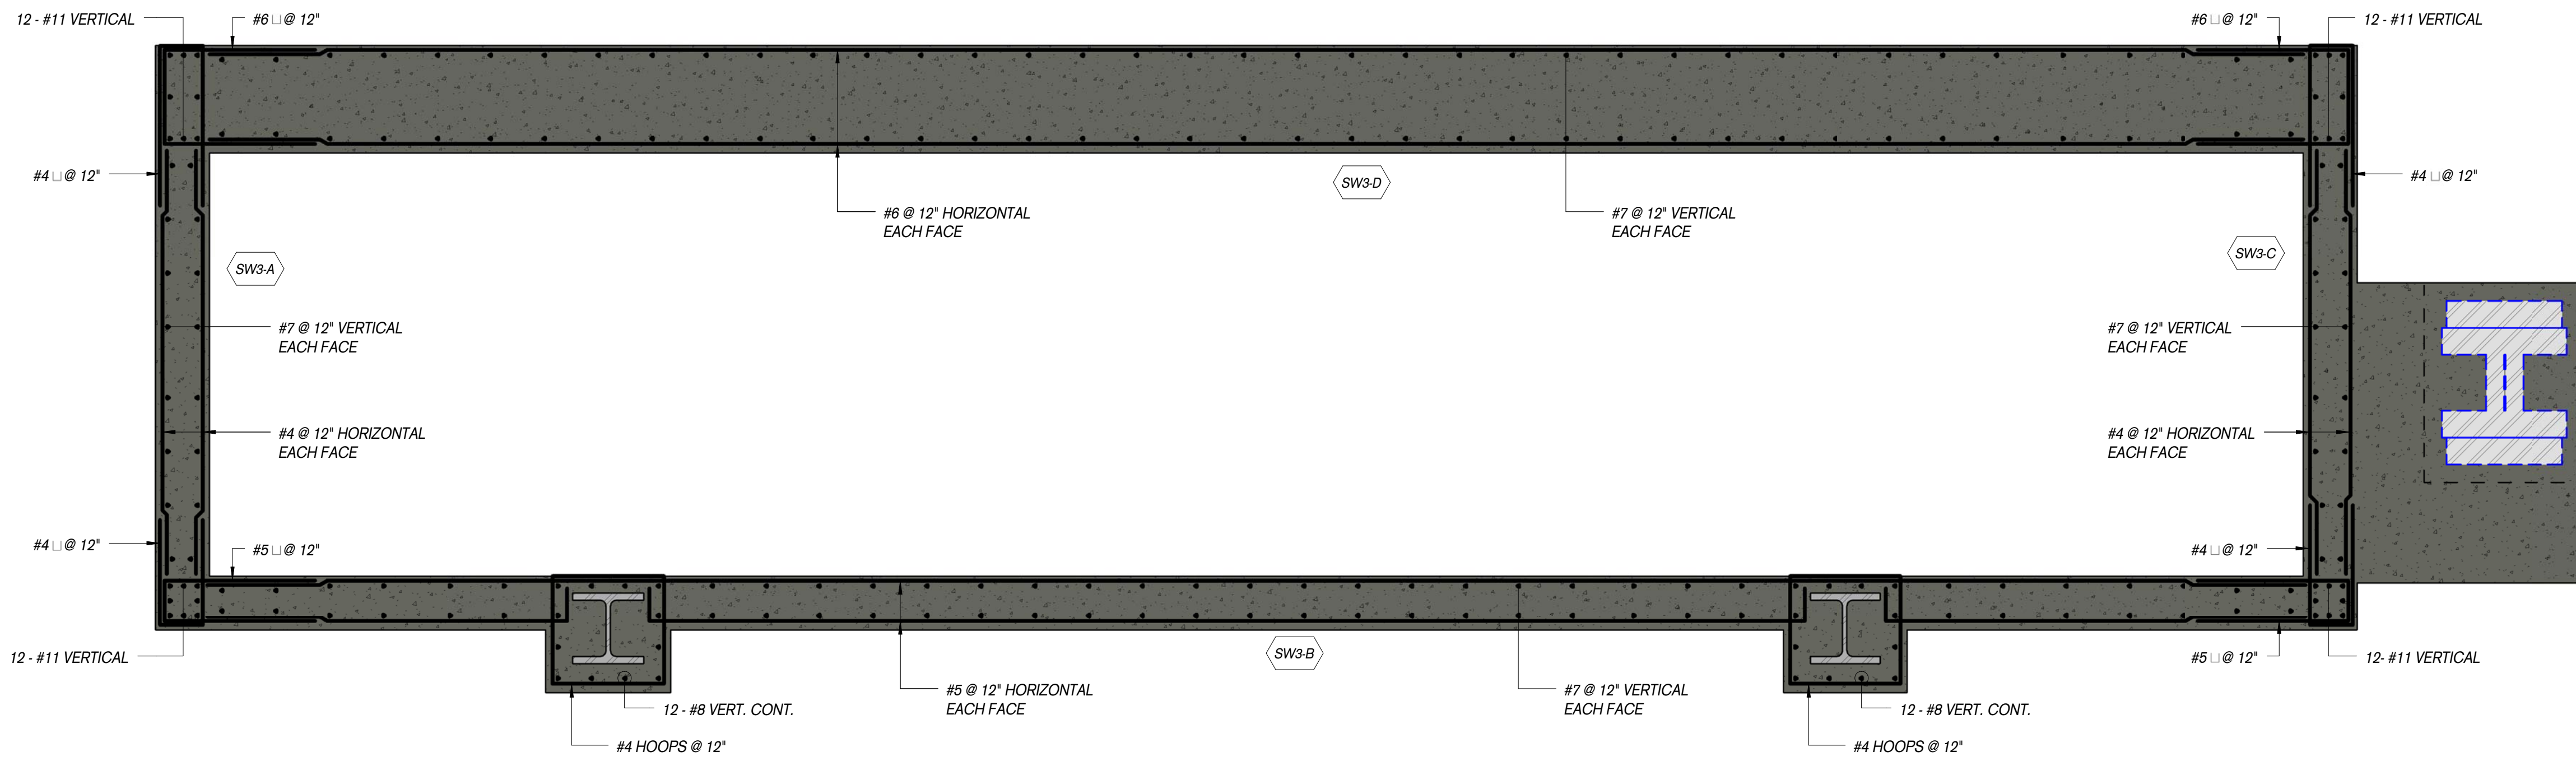 12 - #11 VERTICAL
#6 ⊔ @ 12"
#6 ⊔ @ 12"
12 - #11 VERTICAL
#4 ⊔ @ 12"
SW3-D
#4 ⊔ @ 12"
#6 @ 12" HORIZONTAL
EACH FACE
#7 @ 12" VERTICAL
EACH FACE
SW3-A
SW3-C
#7 @ 12" VERTICAL
EACH FACE
#7 @ 12" VERTICAL
EACH FACE
#4 @ 12" HORIZONTAL
EACH FACE
#4 @ 12" HORIZONTAL
EACH FACE
#4 ⊔ @ 12"
#5 ⊔ @ 12"
#4 ⊔ @ 12"
12 - #11 VERTICAL
SW3-B
#5 ⊔ @ 12"
12- #11 VERTICAL
#5 @ 12" HORIZONTAL
EACH FACE
#7 @ 12" VERTICAL
EACH FACE
12 - #8 VERT. CONT.
12 - #8 VERT. CONT.
#4 HOOPS @ 12"
#4 HOOPS @ 12"